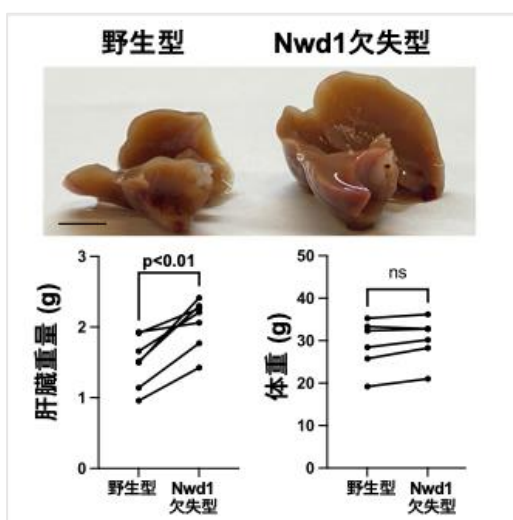 野生型 Nwd1欠失型
p<0.01
肝臓重量 (g)
3
2
1
0
野生型 Nwd1
欠失型
ns
体重 (g)
50
40
30
20
10
0
野生型 Nwd1
欠失型